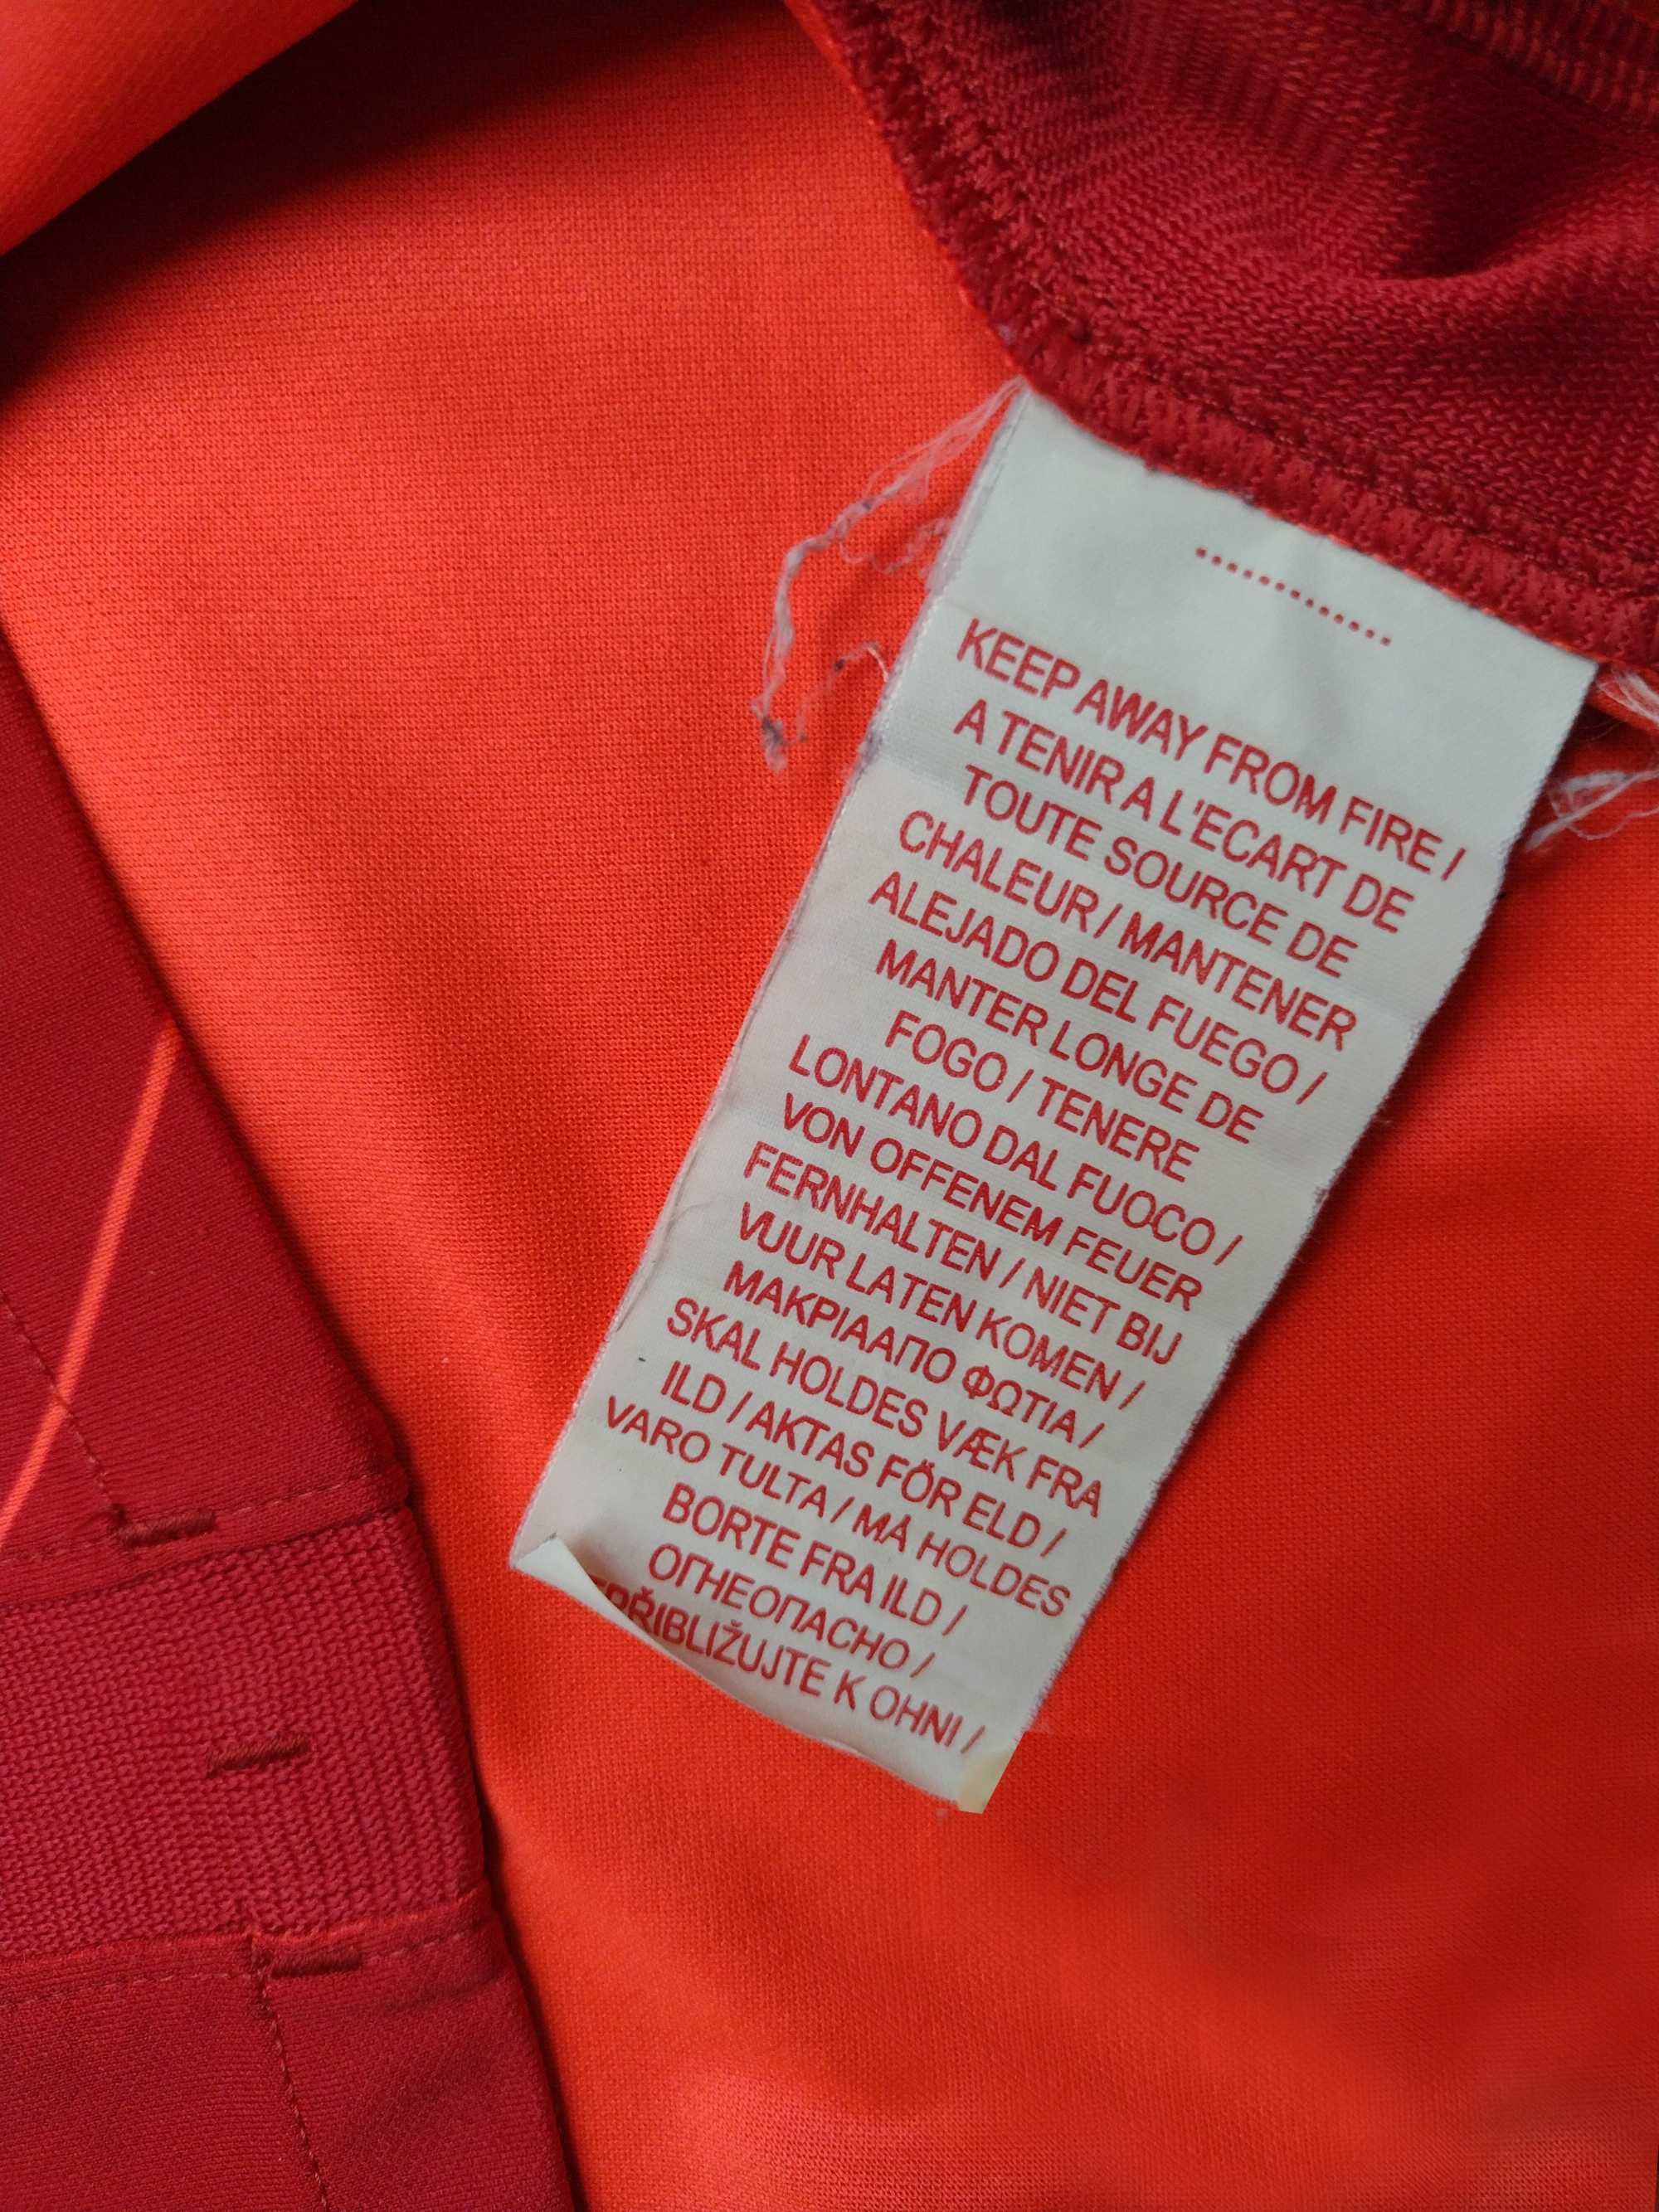 KEEP AWAY FROM FIRE /
A TENIR A L'ECART DE
TOUTE SOURCE DE
CHALEUR / MANTENER
ALEJADO DEL FUEGO /
MANTER LONGE DE
FOGO / TENERE
LONTANO DAL FUOCO /
VON OFFENEM FEUER
FERNHALTEN / NIET BIJ
VUUR LATEN KOMEN /
ΜΑΚΡΙΑΑΠΟ ΦΩΤΙΑ /
SKAL HOLDES VÆK FRA
ILD / AKTAS FÖR ELD /
VARO TULTA / MÅ HOLDES
BORTE FRA ILD /
ОГНЕОПАСНО /
PŘIBLIŽUJTE K OHNI /